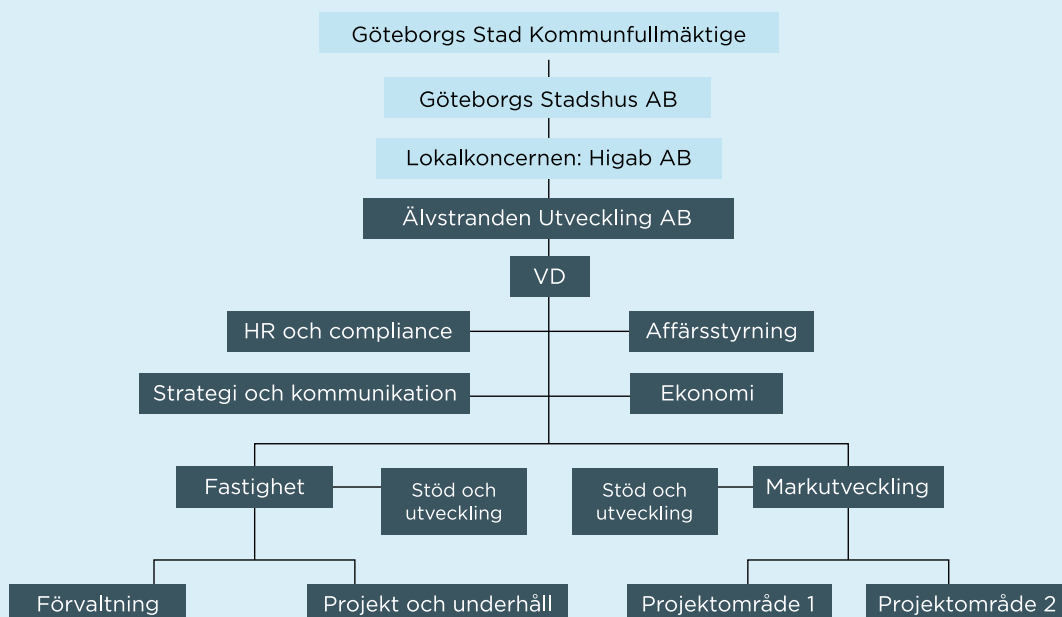 Göteborgs Stad Kommunfullmäktige
Göteborgs Stadshus AB
Lokalkoncernen: Higab AB
Älvstranden Utveckling AB
VD
HR och compliance
Affärsstyrning
Strategi och kommunikation
Ekonomi
Fastighet
Stöd och
utveckling
Stöd och
utveckling
Markutveckling
Förvaltning
Projekt och underhåll
Projektområde 1
Projektområde 2